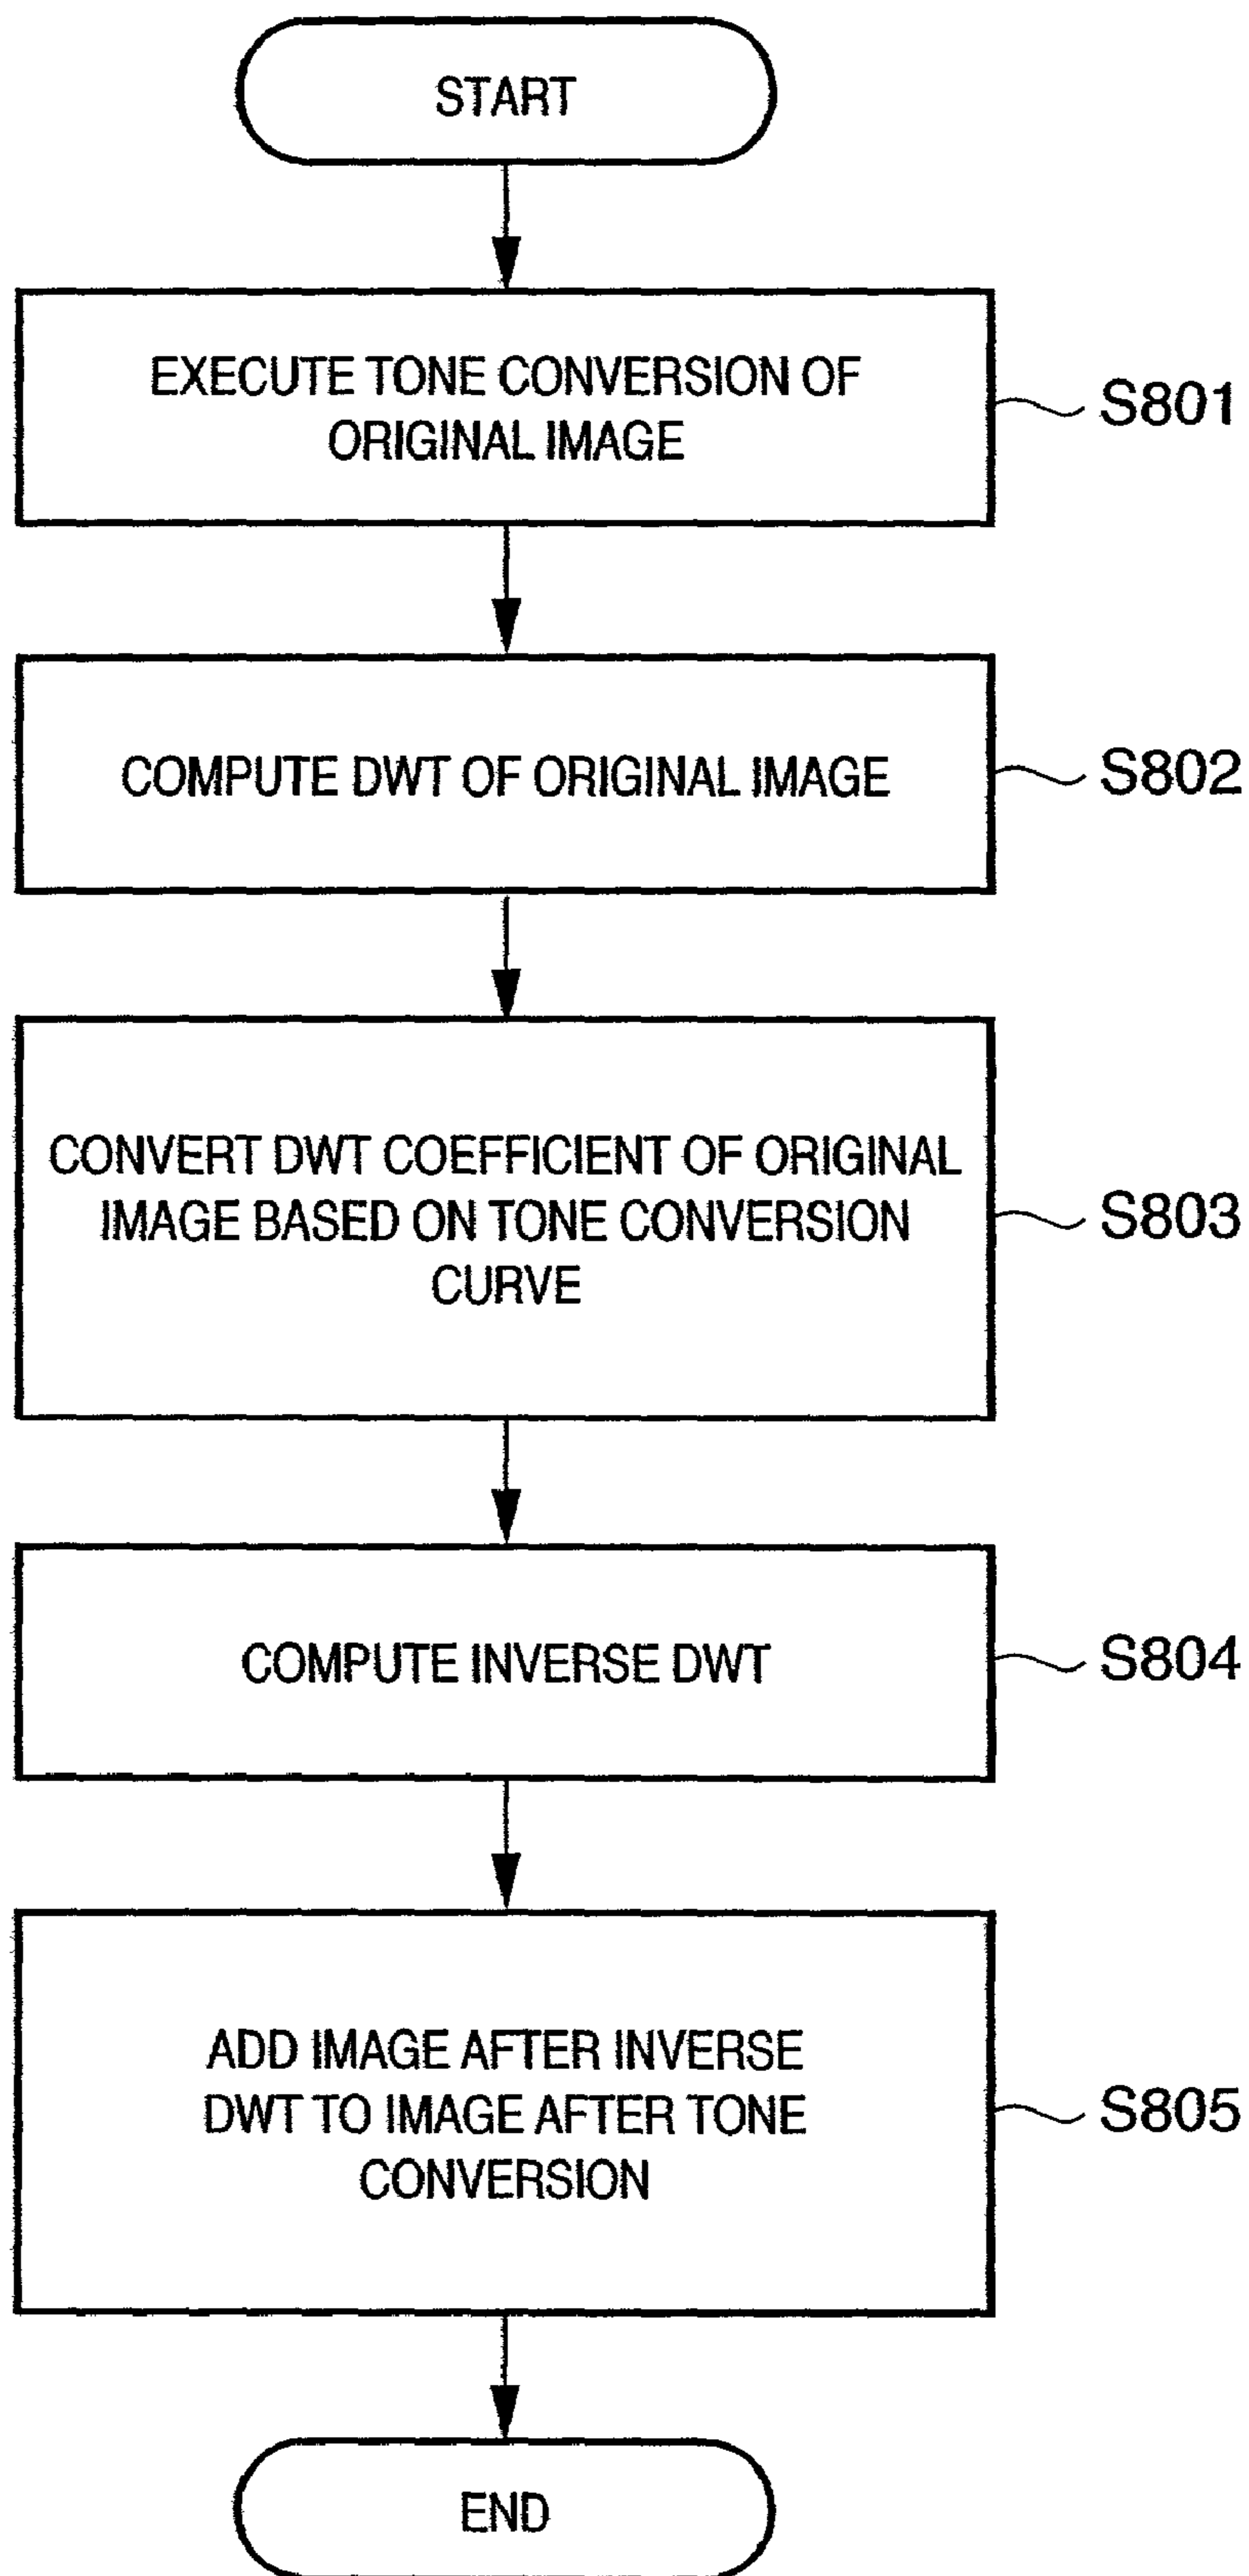 START
EXECUTE TONE CONVERSION OF
ORIGINAL IMAGE
S801
COMPUTE DWT OF ORIGINAL IMAGE
S802
CONVERT DWT COEFFICIENT OF ORIGINAL
IMAGE BASED ON TONE CONVERSION
CURVE
S803
COMPUTE INVERSE DWT
S804
ADD IMAGE AFTER INVERSE
DWT TO IMAGE AFTER TONE
CONVERSION
S805
END